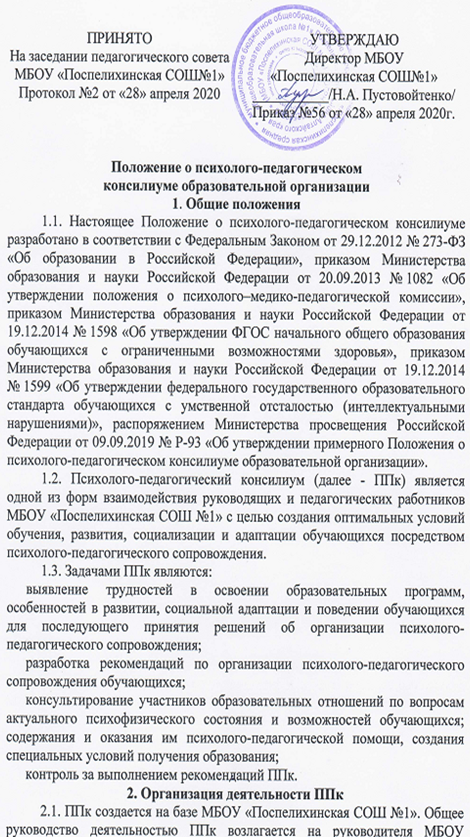 ПРИНЯТО
На заседании педагогического совета
МБОУ «Поспелихинская СОШ№1»
Протокол №2 от «28» апреля 2020
УТВЕРЖДАЮ
Директор МБОУ
«Поспелихинская СОШ№1»
/Н.А. Пустовойтенко/
Приказ №56 от «28» апреля 2020г.
Положение о психолого-педагогическом
консилиуме образовательной организации
1. Общие положения
1.1. Настоящее Положение о психолого-педагогическом консилиуме
разработано в соответствии с Федеральным Законом от 29.12.2012 № 273-ФЗ
«Об образовании в Российской Федерации», приказом Министерства
образования и науки Российской Федерации от 20.09.2013 №1082 «Об
утверждении положения о психолого–медико-педагогической комиссии»,
приказом Министерства образования и науки Российской Федерации от
19.12.2014 №1598 «Об утверждении ФГОС начального общего образования
обучающихся с ограниченными возможностями здоровья», приказом
Министерства образования и науки Российской Федерации от 19.12.2014
№1599 «Об утверждении федерального государственного образовательного
стандарта обучающихся с умственной отсталостью (интеллектуальными
нарушениями)», распоряжением Министерства просвещения Российской
Федерации от 09.09.2019 № Р-93 «Об утверждении примерного Положения о
психолого-педагогическом консилиуме образовательной организации».
1.2. Психолого-педагогический консилиум (далее - ППк) является
одной из форм взаимодействия руководящих и педагогических работников
МБОУ «Поспелихинская СОШ №1» с целью создания оптимальных условий
обучения, развития, социализации и адаптации обучающихся посредством
психолого-педагогического сопровождения.
1.3. Задачами ППк являются:
выявление трудностей в освоении образовательных программ,
особенностей в развитии, социальной адаптации и поведении обучающихся
для последующего принятия решений об организации психолого-
педагогического сопровождения;
разработка рекомендаций по организации психолого-педагогического
сопровождения обучающихся;
консультирование участников образовательных отношений по вопросам
актуального психофизического состояния и возможностей обучающихся;
содержания и оказания им психолого-педагогической помощи, создания
специальных условий получения образования;
контроль за выполнением рекомендаций ППк.
2. Организация деятельности ППк
2.1. ППк создается на базе МБОУ «Поспелихинская СОШ №1». Общее
руководство деятельностью ППк возлагается на руководителя МБОУ